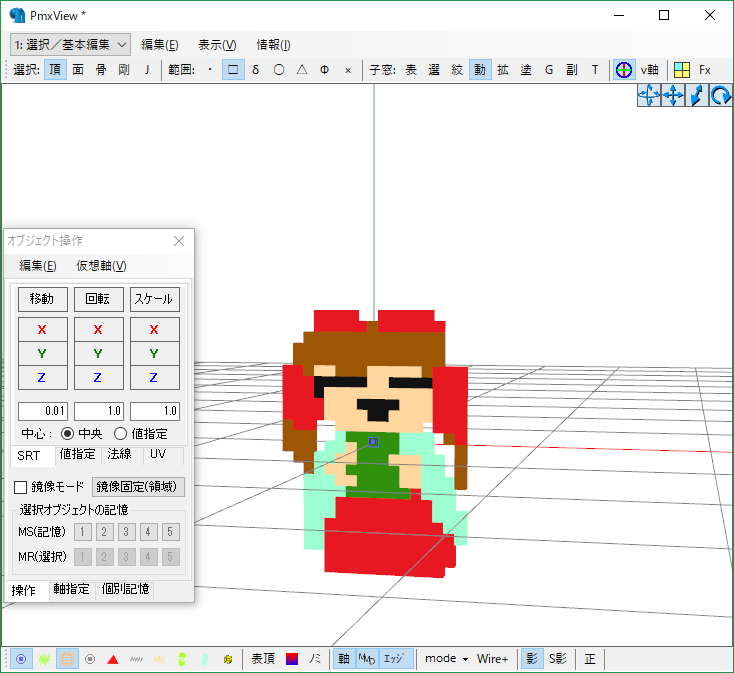 PmxView *
1: 選択／基本編集 編集(E) 表示(V) 情報(I)
選択: 頂 面 骨 剛 J 範囲: ・ □ δ ○ △ Φ × 子窓: 表 選 絞 動 拡 塗 G 副 T v軸 Fx
オブジェクト操作
編集(E) 仮想軸(V)
移動 回転 スケール
X X X
Y Y Y
Z Z Z
0.01 1.0 1.0
中心: 中央 値指定
SRT 値指定 法線 UV
鏡像モード 鏡像固定(領域)
選択オブジェクトの記憶
MS(記憶) 1 2 3 4 5
MR(選択) 1 2 3 4 5
操作 軸指定 個別記憶
表頂 ノミ 軸 MMD エッジ mode Wire+ 影 S影 正